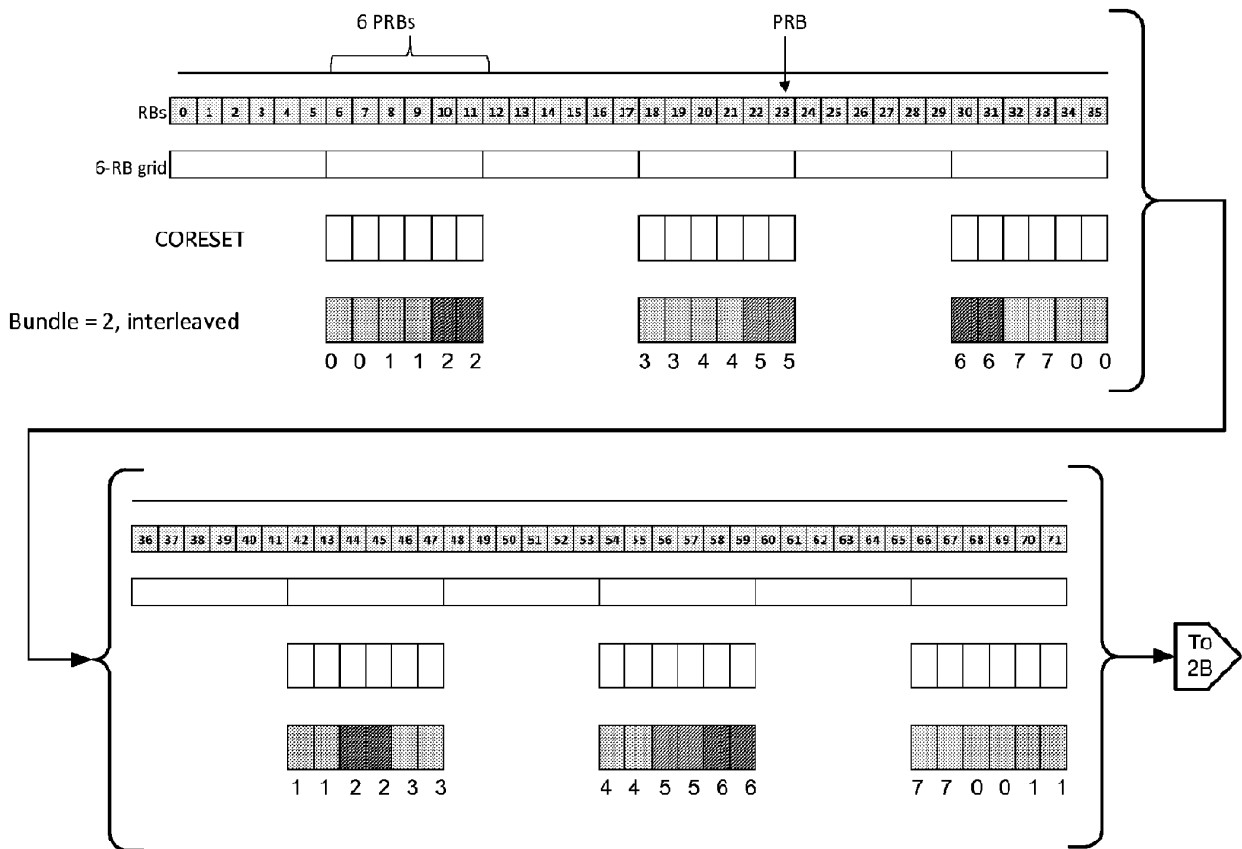 6 PRBs PRB
RBs 0 1 2 3 4 5 6 7 8 9 10 11 12 13 14 15 16 17 18 19 20 21 22 23 24 25 26 27 28 29 30 31 32 33 34 35
6-RB grid
CORESET
Bundle = 2, interleaved
0 0 1 1 2 2 3 3 4 4 5 5 6 6 7 7 0 0
36 37 38 39 40 41 42 43 44 45 46 47 48 49 50 51 52 53 54 55 56 57 58 59 60 61 62 63 64 65 66 67 68 69 70 71
To
2B
1 1 2 2 3 3 4 4 5 5 6 6 7 7 0 0 1 1